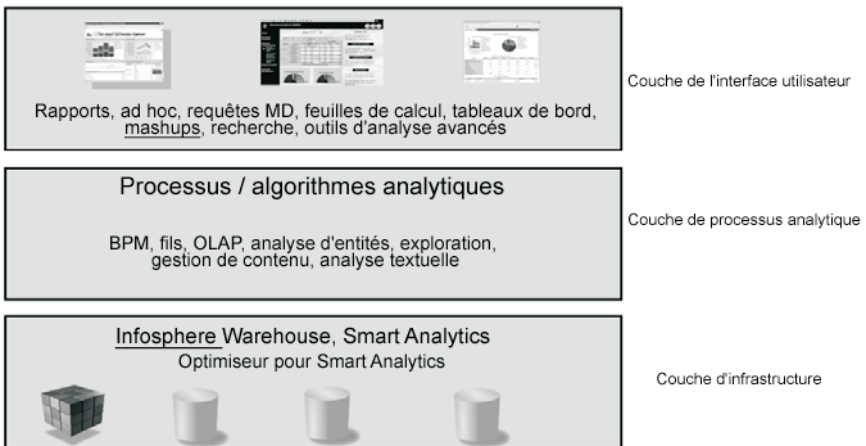 Rapports, ad hoc, requêtes MD, feuilles de calcul, tableaux de bord,
mashups, recherche, outils d'analyse avancés
Couche de l'interface utilisateur
Processus / algorithmes analytiques
BPM, fils, OLAP, analyse d'entités, exploration,
gestion de contenu, analyse textuelle
Couche de processus analytique
Infosphere Warehouse, Smart Analytics
Optimiseur pour Smart Analytics
Couche d'infrastructure